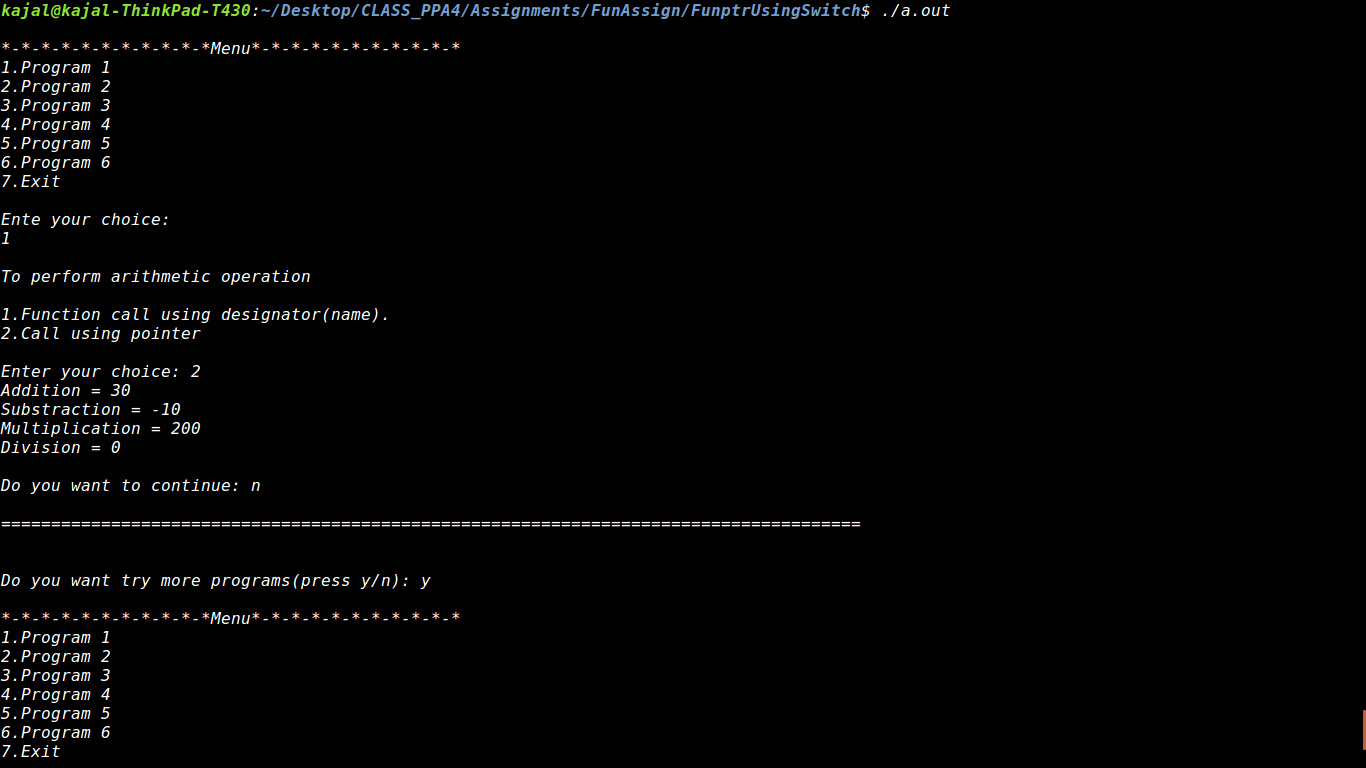 kajal@kajal-ThinkPad-T430:~/Desktop/CLASS_PPA4/Assignments/FunAssign/FunptrUsingSwitch$ ./a.out
*-*-*-*-*-*-*-*-*-*-*Menu*-*-*-*-*-*-*-*-*-*-*
1.Program 1
2.Program 2
3.Program 3
4.Program 4
5.Program 5
6.Program 6
7.Exit
Ente your choice:
1
To perform arithmetic operation
1.Function call using designator(name).
2.Call using pointer
Enter your choice: 2
Addition = 30
Substraction = -10
Multiplication = 200
Division = 0
Do you want to continue: n
======================================================================================
Do you want try more programs(press y/n): y
*-*-*-*-*-*-*-*-*-*-*Menu*-*-*-*-*-*-*-*-*-*-*
1.Program 1
2.Program 2
3.Program 3
4.Program 4
5.Program 5
6.Program 6
7.Exit